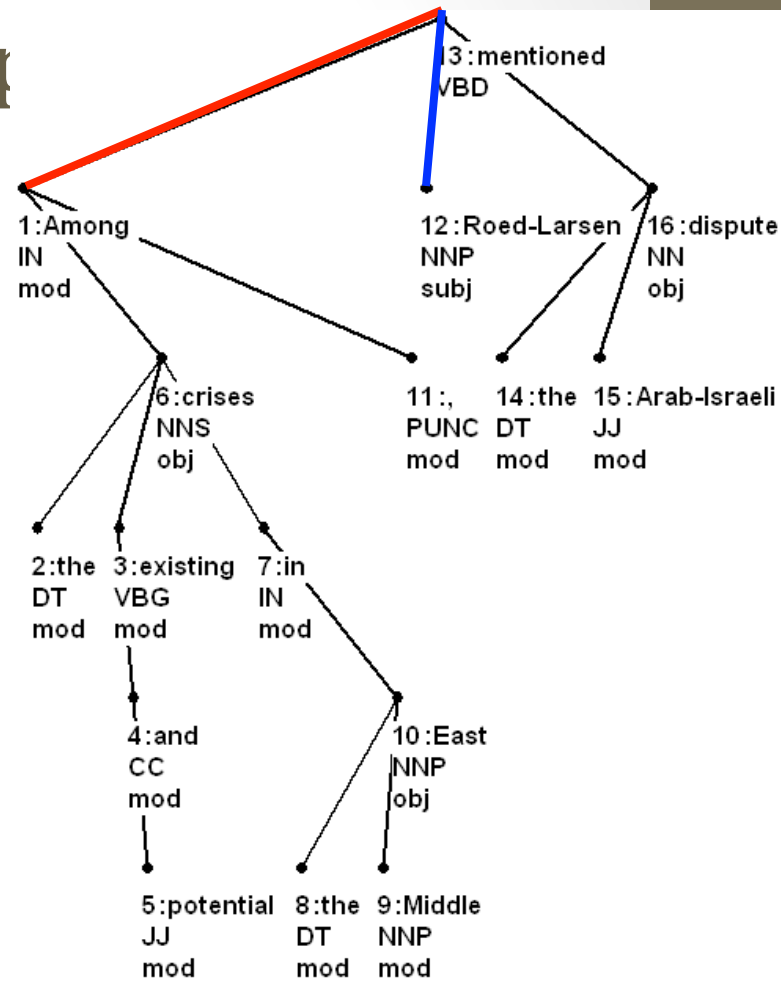 13:mentioned
VBD
1:Among
IN
mod
12:Roed-Larsen
NNP
subj
16:dispute
NN
obj
6:crises
NNS
obj
11:,
PUNC
mod
14:the
DT
mod
15:Arab-Israeli
JJ
mod
2:the
DT
mod
3:existing
VBG
mod
7:in
IN
mod
4:and
CC
mod
10:East
NNP
obj
5:potential
JJ
mod
8:the
DT
mod
9:Middle
NNP
mod